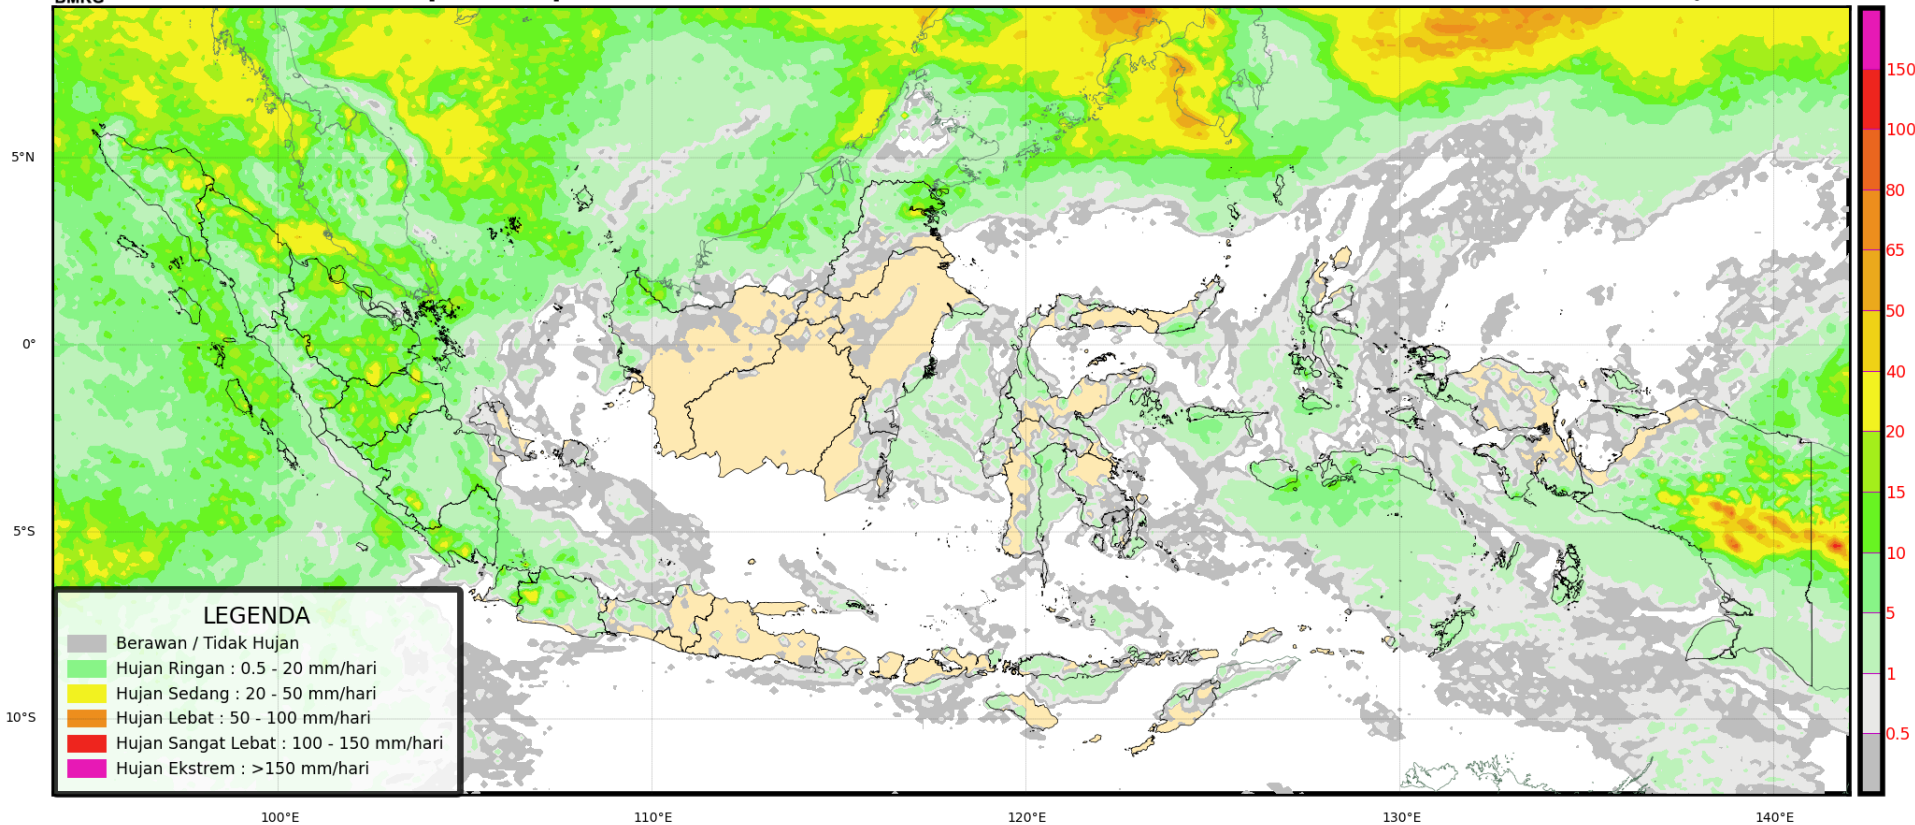 BMKG
5°N
0°
5°S
10°S
100°E
110°E
120°E
130°E
140°E
LEGENDA
Berawan / Tidak Hujan
Hujan Ringan : 0.5 - 20 mm/hari
Hujan Sedang : 20 - 50 mm/hari
Hujan Lebat : 50 - 100 mm/hari
Hujan Sangat Lebat : 100 - 150 mm/hari
Hujan Ekstrem : >150 mm/hari
150
100
80
65
50
40
20
15
10
5
1
0.5